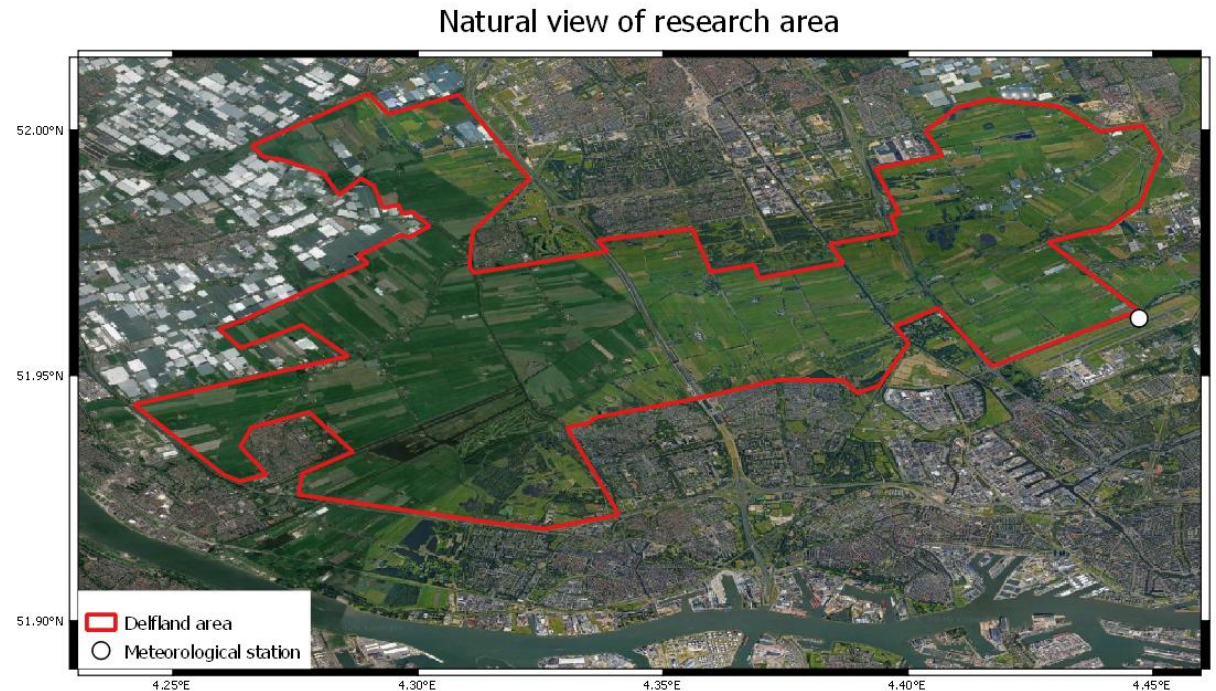 Natural view of research area
52.00°N
51.95°N
51.90°N
Delfland area
Meteorological station
4.25°E
4.30°E
4.35°E
4.40°E
4.45°E